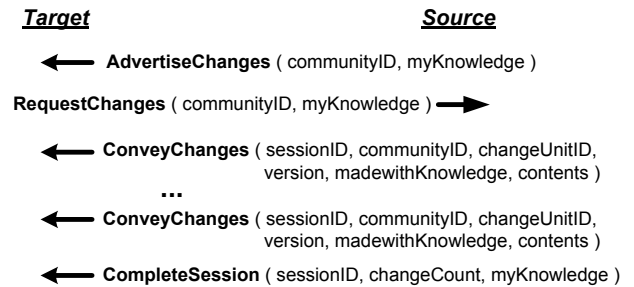 Target Source
AdvertiseChanges ( communityID, myKnowledge )
RequestChanges ( communityID, myKnowledge )
ConveyChanges ( sessionID, communityID, changeUnitID,
version, madewithKnowledge, contents )
...
ConveyChanges ( sessionID, communityID, changeUnitID,
version, madewithKnowledge, contents )
CompleteSession ( sessionID, changeCount, myKnowledge )